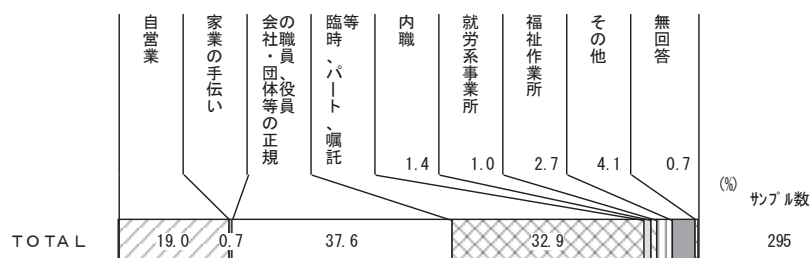 自営業
家業の手伝い
会社・団体等の正規
の職員、役員
臨時、パート、嘱託
等
内職
就労系事業所
福祉作業所
その他
無回答
1.4
1.0
2.7
4.1
0.7
(%)
サンプル数
TOTAL
19.0
0.7
37.6
32.9
295